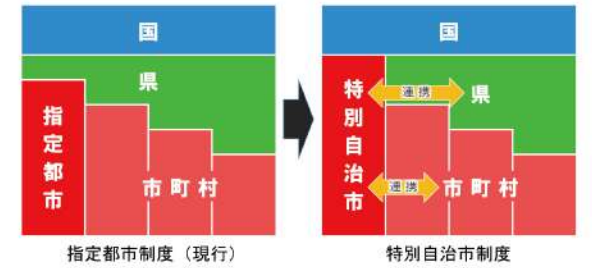 国
県
指定都市
市町村
指定都市制度（現行）
国
特別自治市
連携
県
連携
市町村
特別自治市制度